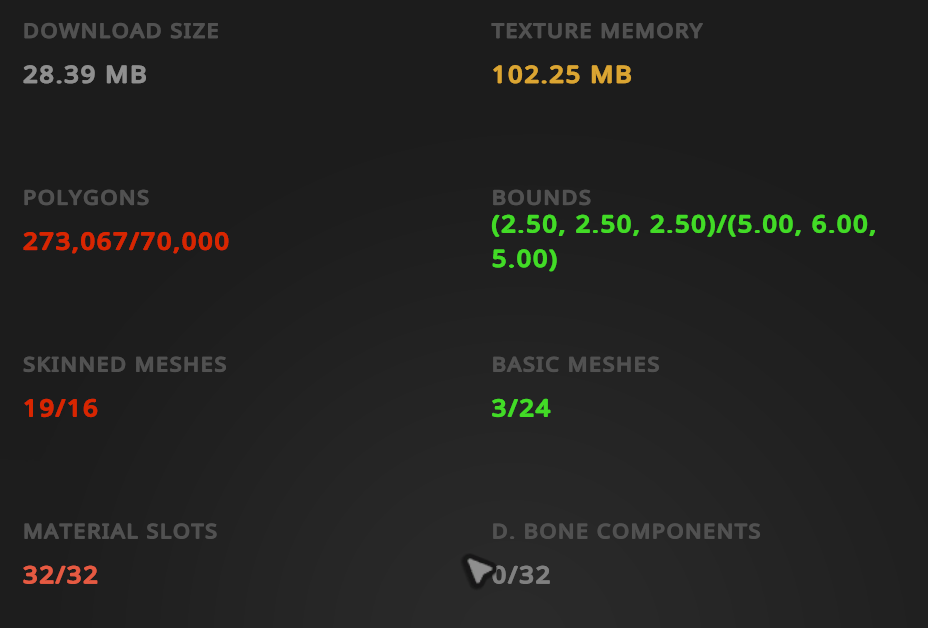 DOWNLOAD SIZE
TEXTURE MEMORY
28.39 MB
102.25 MB
POLYGONS
BOUNDS
273,067/70,000
(2.50, 2.50, 2.50)/(5.00, 6.00,
5.00)
SKINNED MESHES
BASIC MESHES
19/16
3/24
MATERIAL SLOTS
D. BONE COMPONENTS
32/32
0/32